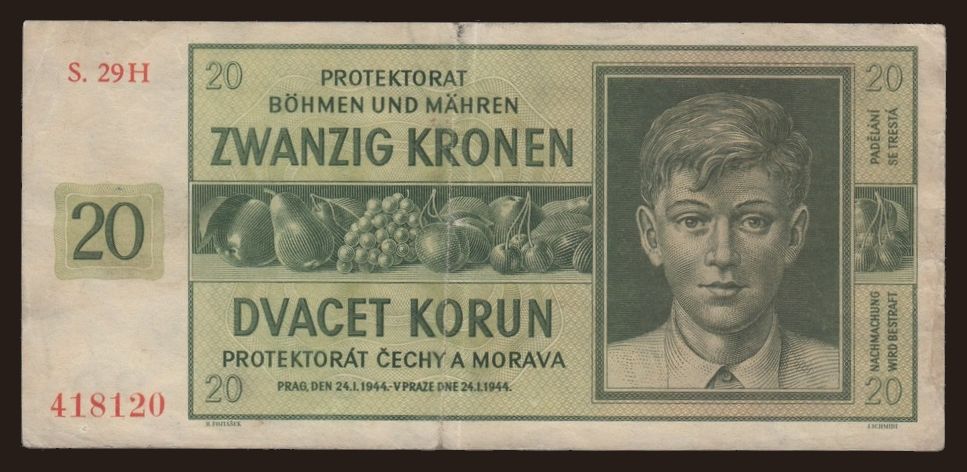 S. 29H
20
PROTEKTORAT
BÖHMEN UND MÄHREN
ZWANZIG KRONEN
20
DVACET KORUN
PROTEKTORÁT ČECHY A MORAVA
PRAG, DEN 24.I.1944.-V PRAZE DNE 24.I.1944.
20
418120
20
PADĚLÁNÍ
SE TRESTÁ
NACHMACHUNG
WIRD BESTRAFT
20
J. SCHMIDT